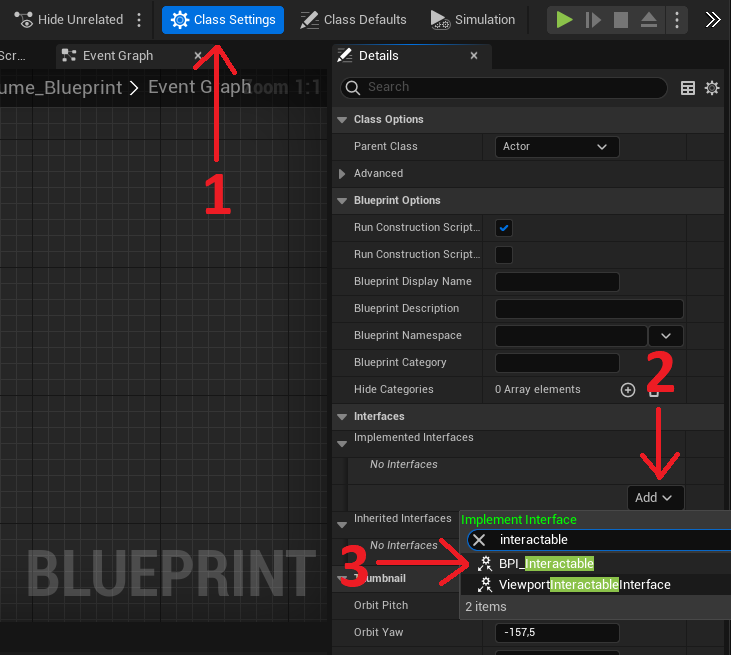 Hide Unrelated
Class Settings
Class Defaults
Simulation
Scr...
Event Graph
Details
ume_Blueprint > Event Graph
Zoom 1:1
Search
1
Class Options
Parent Class
Actor
Advanced
Blueprint Options
Run Construction Script...
Run Construction Script...
Blueprint Display Name
Blueprint Description
Blueprint Namespace
Blueprint Category
2
Hide Categories
0 Array elements
Interfaces
Implemented Interfaces
No Interfaces
Add
Inherited Interfaces
Implement Interface
interactable
No Interfaces
3
BPI_Interactable
ViewportInteractableInterface
2 items
BLUEPRINT
Thumbnail
Orbit Pitch
Orbit Yaw
-157,5